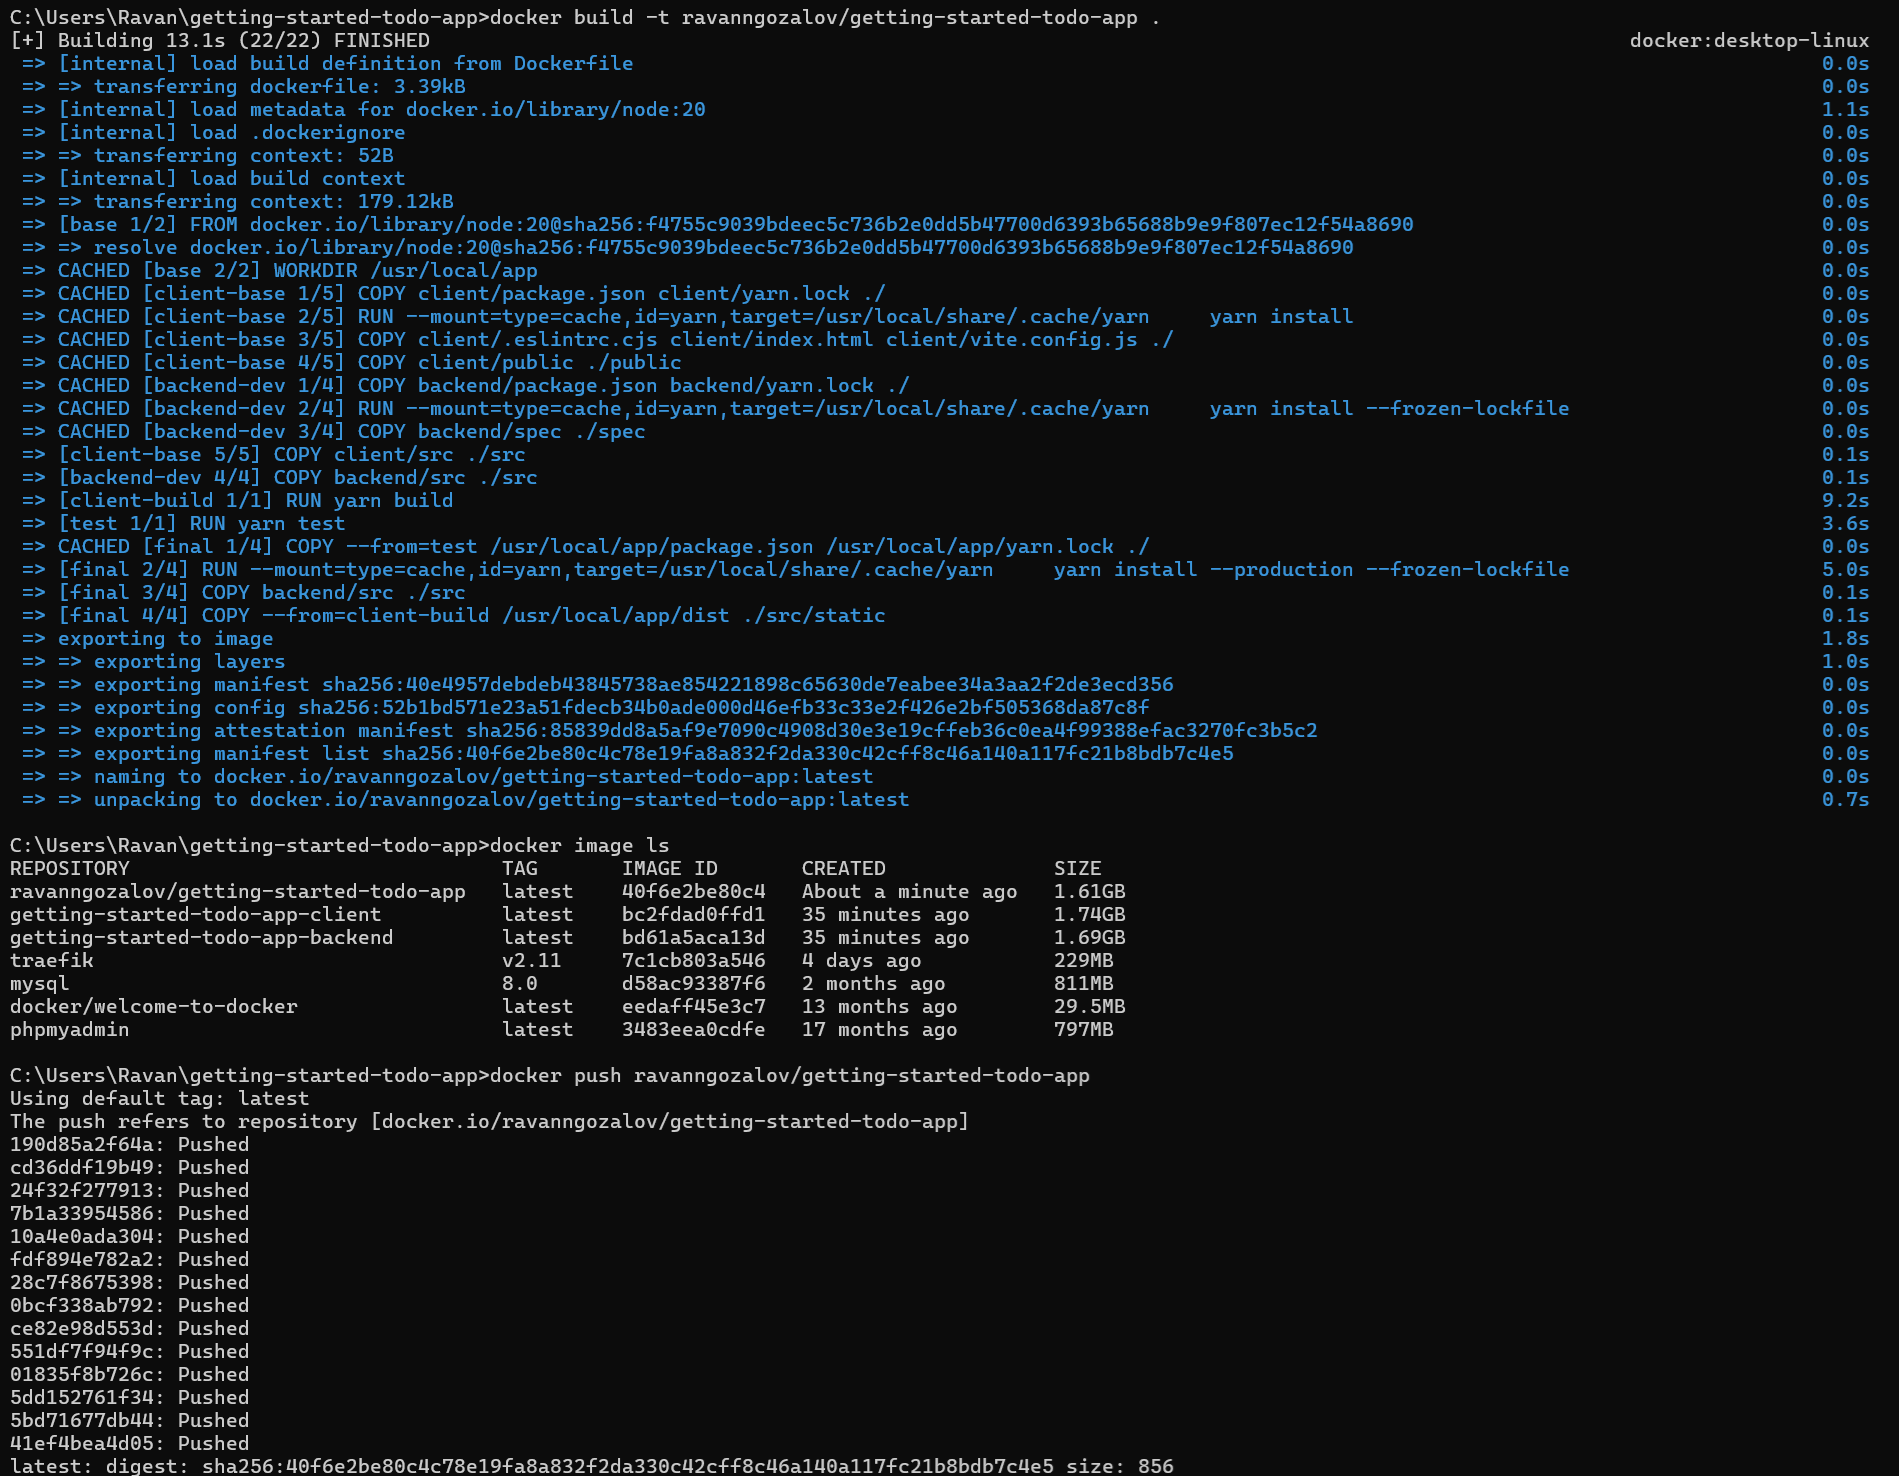 C:\Users\Ravan\getting-started-todo-app>docker build -t ravanngozalov/getting-started-todo-app .
[+] Building 13.1s (22/22) FINISHED docker:desktop-linux
=> [internal] load build definition from Dockerfile 0.0s
=> => transferring dockerfile: 3.39kB 0.0s
=> [internal] load metadata for docker.io/library/node:20 1.1s
=> [internal] load .dockerignore 0.0s
=> => transferring context: 52B 0.0s
=> [internal] load build context 0.0s
=> => transferring context: 179.12kB 0.0s
=> [base 1/2] FROM docker.io/library/node:20@sha256:f4755c9039bdeec5c736b2e0dd5b47700d6393b65688b9e9f807ec12f54a8690 0.0s
=> => resolve docker.io/library/node:20@sha256:f4755c9039bdeec5c736b2e0dd5b47700d6393b65688b9e9f807ec12f54a8690 0.0s
=> CACHED [base 2/2] WORKDIR /usr/local/app 0.0s
=> CACHED [client-base 1/5] COPY client/package.json client/yarn.lock ./ 0.0s
=> CACHED [client-base 2/5] RUN --mount=type=cache,id=yarn,target=/usr/local/share/.cache/yarn     yarn install 0.0s
=> CACHED [client-base 3/5] COPY client/.eslintrc.cjs client/index.html client/vite.config.js ./ 0.0s
=> CACHED [client-base 4/5] COPY client/public ./public 0.0s
=> CACHED [backend-dev 1/4] COPY backend/package.json backend/yarn.lock ./ 0.0s
=> CACHED [backend-dev 2/4] RUN --mount=type=cache,id=yarn,target=/usr/local/share/.cache/yarn     yarn install --frozen-lockfile 0.0s
=> CACHED [backend-dev 3/4] COPY backend/spec ./spec 0.0s
=> [client-base 5/5] COPY client/src ./src 0.1s
=> [backend-dev 4/4] COPY backend/src ./src 0.1s
=> [client-build 1/1] RUN yarn build 9.2s
=> [test 1/1] RUN yarn test 3.6s
=> CACHED [final 1/4] COPY --from=test /usr/local/app/package.json /usr/local/app/yarn.lock ./ 0.0s
=> [final 2/4] RUN --mount=type=cache,id=yarn,target=/usr/local/share/.cache/yarn     yarn install --production --frozen-lockfile 5.0s
=> [final 3/4] COPY backend/src ./src 0.1s
=> [final 4/4] COPY --from=client-build /usr/local/app/dist ./src/static 0.1s
=> exporting to image 1.8s
=> => exporting layers 1.0s
=> => exporting manifest sha256:40e4957debdeb43845738ae854221898c65630de7eabee34a3aa2f2de3ecd356 0.0s
=> => exporting config sha256:52b1bd571e23a51fdecb34b0ade000d46efb33c33e2f426e2bf505368da87c8f 0.0s
=> => exporting attestation manifest sha256:85839dd8a5af9e7090c4908d30e3e19cffeb36c0ea4f99388efac3270fc3b5c2 0.0s
=> => exporting manifest list sha256:40f6e2be80c4c78e19fa8a832f2da330c42cff8c46a140a117fc21b8bdb7c4e5 0.0s
=> => naming to docker.io/ravanngozalov/getting-started-todo-app:latest 0.0s
=> => unpacking to docker.io/ravanngozalov/getting-started-todo-app:latest 0.7s
C:\Users\Ravan\getting-started-todo-app>docker image ls
REPOSITORY TAG IMAGE ID CREATED SIZE
ravanngozalov/getting-started-todo-app latest 40f6e2be80c4 About a minute ago 1.61GB
getting-started-todo-app-client latest bc2fdad0ffd1 35 minutes ago 1.74GB
getting-started-todo-app-backend latest bd61a5aca13d 35 minutes ago 1.69GB
traefik v2.11 7c1cb803a546 4 days ago 229MB
mysql 8.0 d58ac93387f6 2 months ago 811MB
docker/welcome-to-docker latest eedaff45e3c7 13 months ago 29.5MB
phpmyadmin latest 3483eea0cdfe 17 months ago 797MB
C:\Users\Ravan\getting-started-todo-app>docker push ravanngozalov/getting-started-todo-app
Using default tag: latest
The push refers to repository [docker.io/ravanngozalov/getting-started-todo-app]
190d85a2f64a: Pushed
cd36ddf19b49: Pushed
24f32f277913: Pushed
7b1a33954586: Pushed
10a4e0ada304: Pushed
fdf894e782a2: Pushed
28c7f8675398: Pushed
0bcf338ab792: Pushed
ce82e98d553d: Pushed
551df7f94f9c: Pushed
01835f8b726c: Pushed
5dd152761f34: Pushed
5bd71677db44: Pushed
41ef4bea4d05: Pushed
latest: digest: sha256:40f6e2be80c4c78e19fa8a832f2da330c42cff8c46a140a117fc21b8bdb7c4e5 size: 856